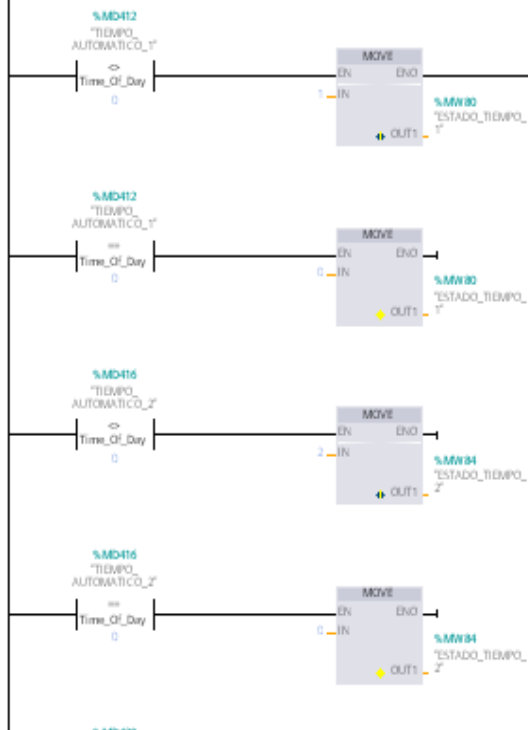 %MD412
"TIEMPO_
AUTOMATICO_1"
<>
Time_Of_Day
0
MOVE
EN ENO
1 IN
OUT1
%MW80
"ESTADO_TIEMPO_
1"
%MD412
"TIEMPO_
AUTOMATICO_1"
==
Time_Of_Day
0
MOVE
EN ENO
0 IN
OUT1
%MW80
"ESTADO_TIEMPO_
1"
%MD416
"TIEMPO_
AUTOMATICO_2"
<>
Time_Of_Day
0
MOVE
EN ENO
2 IN
OUT1
%MW84
"ESTADO_TIEMPO_
2"
%MD416
"TIEMPO_
AUTOMATICO_2"
==
Time_Of_Day
0
MOVE
EN ENO
0 IN
OUT1
%MW84
"ESTADO_TIEMPO_
2"